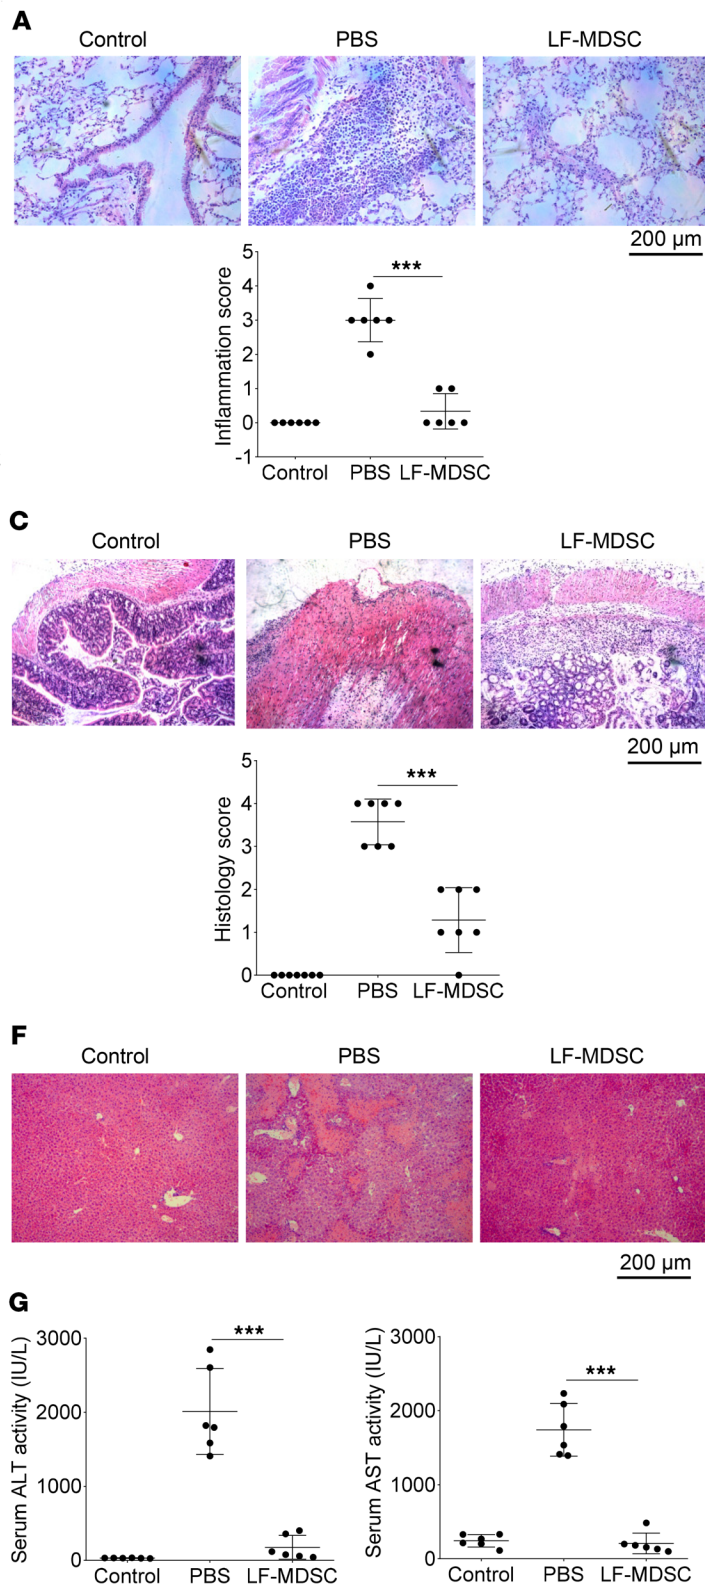 A
Control PBS LF-MDSC
200 µm
Inflammation score
5
4
3
2
1
0
-1
***
Control PBS LF-MDSC
C
Control PBS LF-MDSC
200 µm
Histology score
5
4
3
2
1
0
***
Control PBS LF-MDSC
F
Control PBS LF-MDSC
200 µm
G
Serum ALT activity (IU/L)
3000
2000
1000
0
***
Control PBS LF-MDSC
Serum AST activity (IU/L)
3000
2000
1000
0
***
Control PBS LF-MDSC